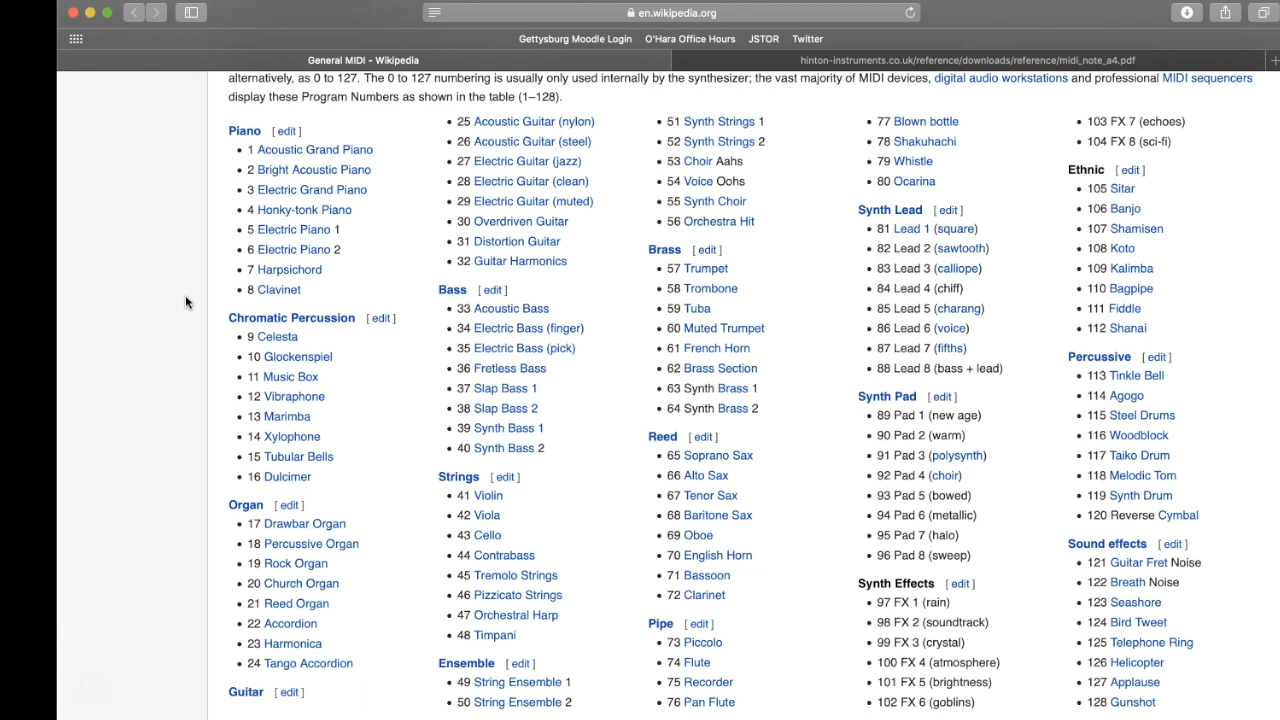 en.wikipedia.org
Gettysburg Moodle Login O'Hara Office Hours JSTOR Twitter
General MIDI - Wikipedia
hinton-instruments.co.uk/reference/downloads/reference/midi_note_a4.pdf
alternatively, as 0 to 127. The 0 to 127 numbering is usually only used internally by the synthesizer; the vast majority of MIDI devices, digital audio workstations and professional MIDI sequencers
display these Program Numbers as shown in the table (1–128).
Piano [ edit ]
• 1 Acoustic Grand Piano
• 2 Bright Acoustic Piano
• 3 Electric Grand Piano
• 4 Honky-tonk Piano
• 5 Electric Piano 1
• 6 Electric Piano 2
• 7 Harpsichord
• 8 Clavinet
Chromatic Percussion [ edit ]
• 9 Celesta
• 10 Glockenspiel
• 11 Music Box
• 12 Vibraphone
• 13 Marimba
• 14 Xylophone
• 15 Tubular Bells
• 16 Dulcimer
Organ [ edit ]
• 17 Drawbar Organ
• 18 Percussive Organ
• 19 Rock Organ
• 20 Church Organ
• 21 Reed Organ
• 22 Accordion
• 23 Harmonica
• 24 Tango Accordion
Guitar [ edit ]
• 25 Acoustic Guitar (nylon)
• 26 Acoustic Guitar (steel)
• 27 Electric Guitar (jazz)
• 28 Electric Guitar (clean)
• 29 Electric Guitar (muted)
• 30 Overdriven Guitar
• 31 Distortion Guitar
• 32 Guitar Harmonics
Bass [ edit ]
• 33 Acoustic Bass
• 34 Electric Bass (finger)
• 35 Electric Bass (pick)
• 36 Fretless Bass
• 37 Slap Bass 1
• 38 Slap Bass 2
• 39 Synth Bass 1
• 40 Synth Bass 2
Strings [ edit ]
• 41 Violin
• 42 Viola
• 43 Cello
• 44 Contrabass
• 45 Tremolo Strings
• 46 Pizzicato Strings
• 47 Orchestral Harp
• 48 Timpani
Ensemble [ edit ]
• 49 String Ensemble 1
• 50 String Ensemble 2
• 51 Synth Strings 1
• 52 Synth Strings 2
• 53 Choir Aahs
• 54 Voice Oohs
• 55 Synth Choir
• 56 Orchestra Hit
Brass [ edit ]
• 57 Trumpet
• 58 Trombone
• 59 Tuba
• 60 Muted Trumpet
• 61 French Horn
• 62 Brass Section
• 63 Synth Brass 1
• 64 Synth Brass 2
Reed [ edit ]
• 65 Soprano Sax
• 66 Alto Sax
• 67 Tenor Sax
• 68 Baritone Sax
• 69 Oboe
• 70 English Horn
• 71 Bassoon
• 72 Clarinet
Pipe [ edit ]
• 73 Piccolo
• 74 Flute
• 75 Recorder
• 76 Pan Flute
• 77 Blown bottle
• 78 Shakuhachi
• 79 Whistle
• 80 Ocarina
Synth Lead [ edit ]
• 81 Lead 1 (square)
• 82 Lead 2 (sawtooth)
• 83 Lead 3 (calliope)
• 84 Lead 4 (chiff)
• 85 Lead 5 (charang)
• 86 Lead 6 (voice)
• 87 Lead 7 (fifths)
• 88 Lead 8 (bass + lead)
Synth Pad [ edit ]
• 89 Pad 1 (new age)
• 90 Pad 2 (warm)
• 91 Pad 3 (polysynth)
• 92 Pad 4 (choir)
• 93 Pad 5 (bowed)
• 94 Pad 6 (metallic)
• 95 Pad 7 (halo)
• 96 Pad 8 (sweep)
Synth Effects [ edit ]
• 97 FX 1 (rain)
• 98 FX 2 (soundtrack)
• 99 FX 3 (crystal)
• 100 FX 4 (atmosphere)
• 101 FX 5 (brightness)
• 102 FX 6 (goblins)
• 103 FX 7 (echoes)
• 104 FX 8 (sci-fi)
Ethnic [ edit ]
• 105 Sitar
• 106 Banjo
• 107 Shamisen
• 108 Koto
• 109 Kalimba
• 110 Bagpipe
• 111 Fiddle
• 112 Shanai
Percussive [ edit ]
• 113 Tinkle Bell
• 114 Agogo
• 115 Steel Drums
• 116 Woodblock
• 117 Taiko Drum
• 118 Melodic Tom
• 119 Synth Drum
• 120 Reverse Cymbal
Sound effects [ edit ]
• 121 Guitar Fret Noise
• 122 Breath Noise
• 123 Seashore
• 124 Bird Tweet
• 125 Telephone Ring
• 126 Helicopter
• 127 Applause
• 128 Gunshot